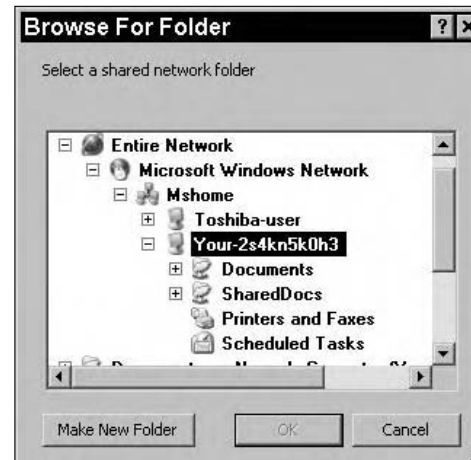 Browse For Folder
Select a shared network folder
Entire Network
Microsoft Windows Network
Mshome
Toshiba-user
Your-2s4kn5k0h3
Documents
SharedDocs
Printers and Faxes
Scheduled Tasks
Make New Folder
OK
Cancel